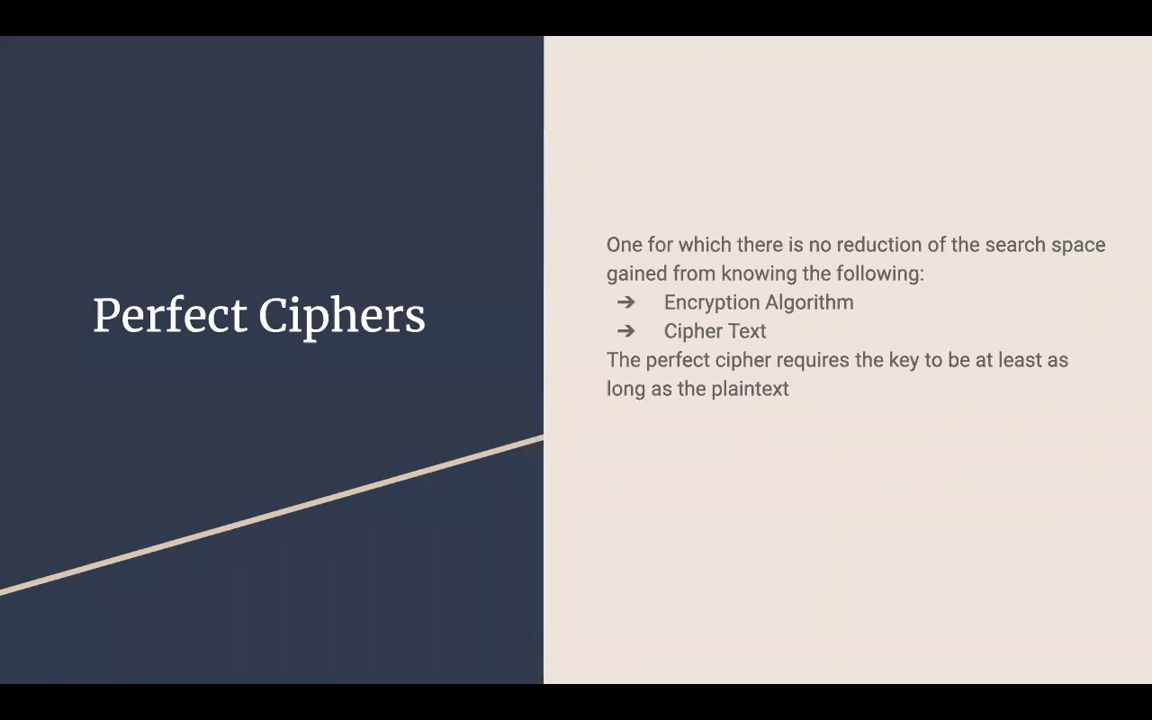 Perfect Ciphers
One for which there is no reduction of the search space
gained from knowing the following:
➔ Encryption Algorithm
➔ Cipher Text
The perfect cipher requires the key to be at least as
long as the plaintext